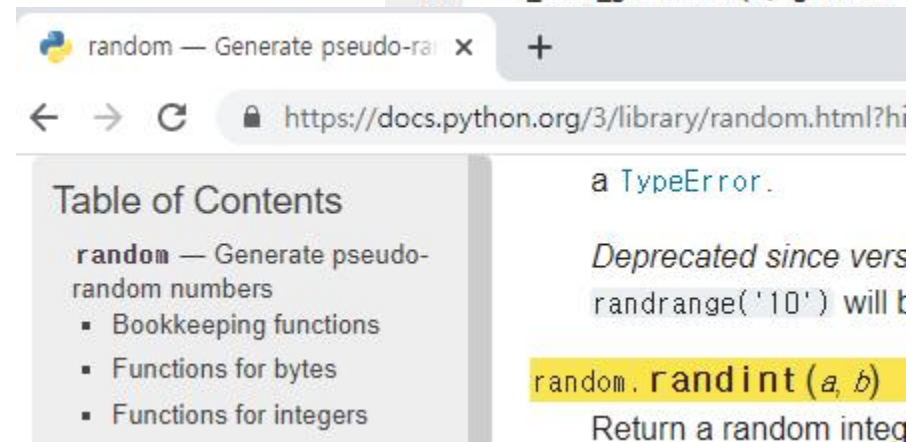 random — Generate pseudo-ra
https://docs.python.org/3/library/random.html?hi
Table of Contents
random — Generate pseudo-
random numbers
▪ Bookkeeping functions
▪ Functions for bytes
▪ Functions for integers
a TypeError.
Deprecated since vers
randrange('10') will b
random.randint(a, b)
Return a random integ